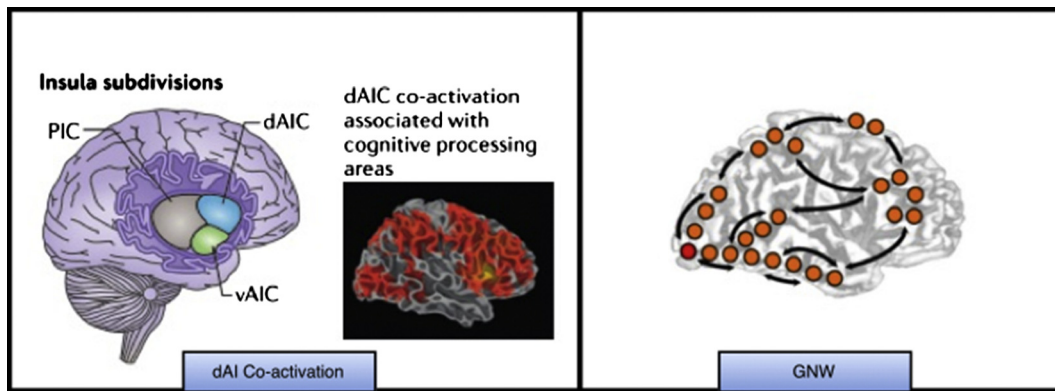 Insula subdivisions
PIC
dAIC
vAIC
dAIC co-activation
associated with
cognitive processing
areas
dAI Co-activation
GNW